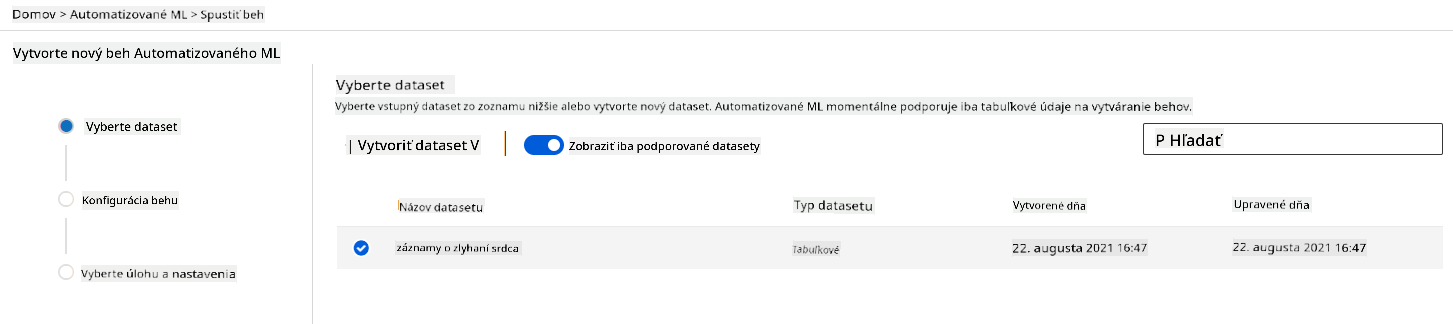 Domov > Automatizované ML > Spustiť beh
Vytvorte nový beh Automatizovaného ML
Vyberte dataset
Konfigurácia behu
Vyberte úlohu a nastavenia
Vyberte dataset
Vyberte vstupný dataset zo zoznamu nižšie alebo vytvorte nový dataset. Automatizované ML momentálne podporuje iba tabuľkové údaje na vytváranie behov.
| Vytvoriť dataset V
Zobraziť iba podporované datasety
P Hľadať
Názov datasetu Typ datasetu Vytvorené dňa Upravené dňa
záznamy o zlyhaní srdca Tabuľkové 22. augusta 2021 16:47 22. augusta 2021 16:47